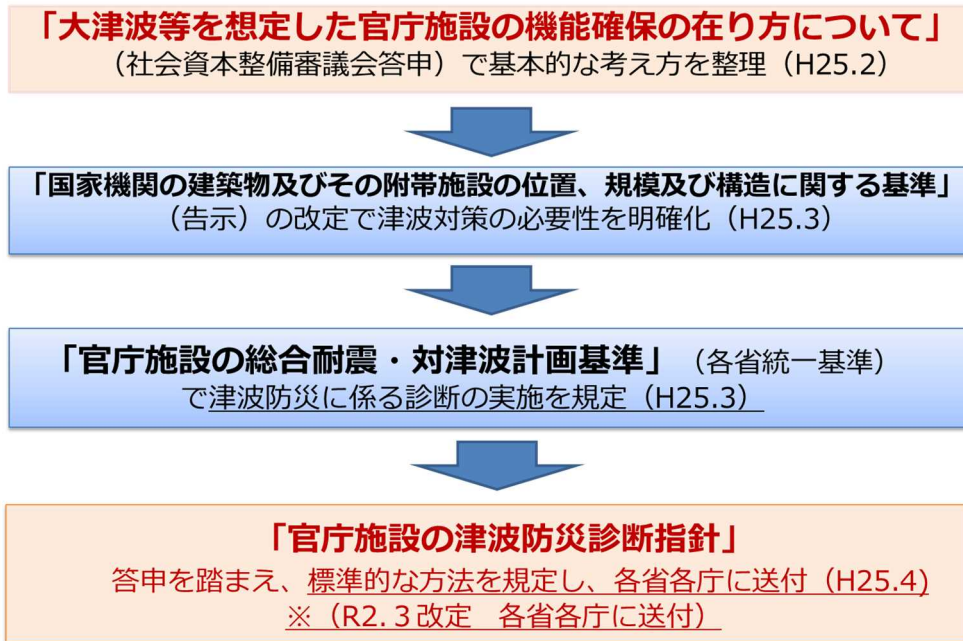 「大津波等を想定した官庁施設の機能確保の在り方について」
（社会資本整備審議会答申）で基本的な考え方を整理（H25.2）
「国家機関の建築物及びその附帯施設の位置、規模及び構造に関する基準」
（告示）の改定で津波対策の必要性を明確化（H25.3）
「官庁施設の総合耐震・対津波計画基準」（各省統一基準）
で津波防災に係る診断の実施を規定（H25.3）
「官庁施設の津波防災診断指針」
答申を踏まえ、標準的な方法を規定し、各省各庁に送付（H25.4)
※（R2.３改定　各省各庁に送付）